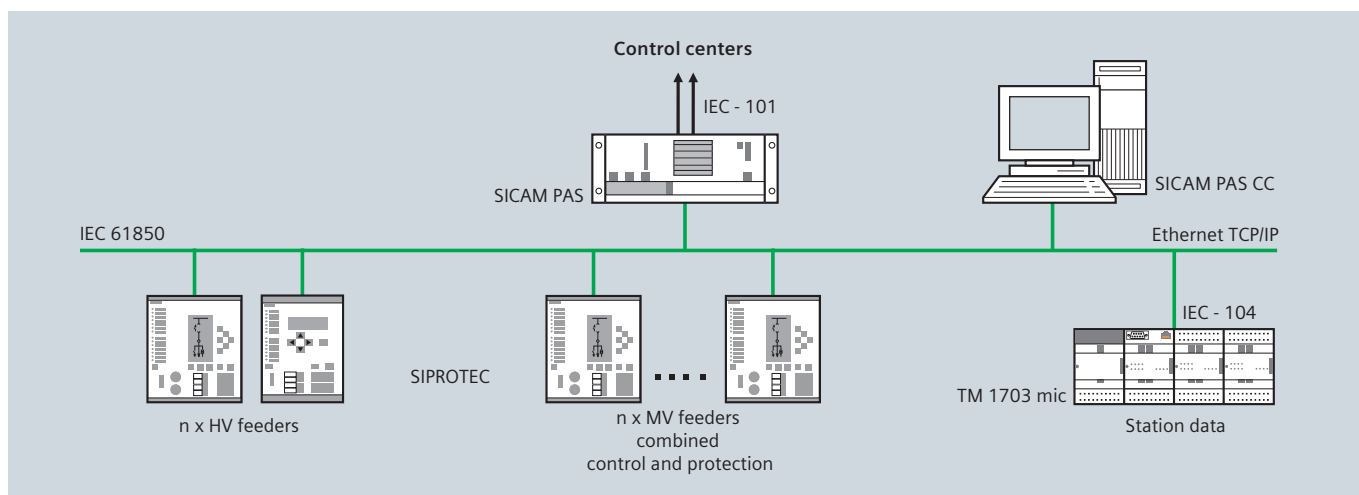 Control centers
IEC - 101
SICAM PAS
SICAM PAS CC
IEC 61850
Ethernet TCP/IP
IEC - 104
SIPROTEC
TM 1703 mic
n x HV feeders
n x MV feeders
combined
control and protection
Station data